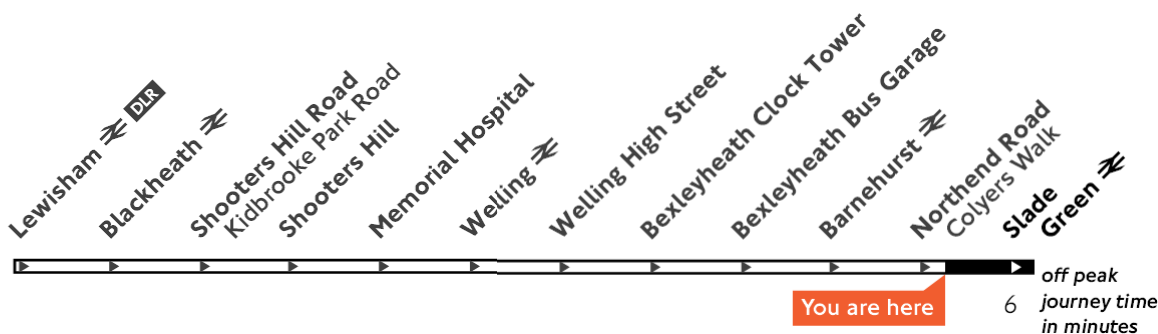 Lewisham
DLR
Blackheath
Shooters Hill Road
Kidbrooke Park Road
Shooters Hill
Memorial Hospital
Welling
Welling High Street
Bexleyheath Clock Tower
Bexleyheath Bus Garage
Barnehurst
Northend Road
Colyers Walk
Slade
Green
You are here
6
off peak
journey time
in minutes